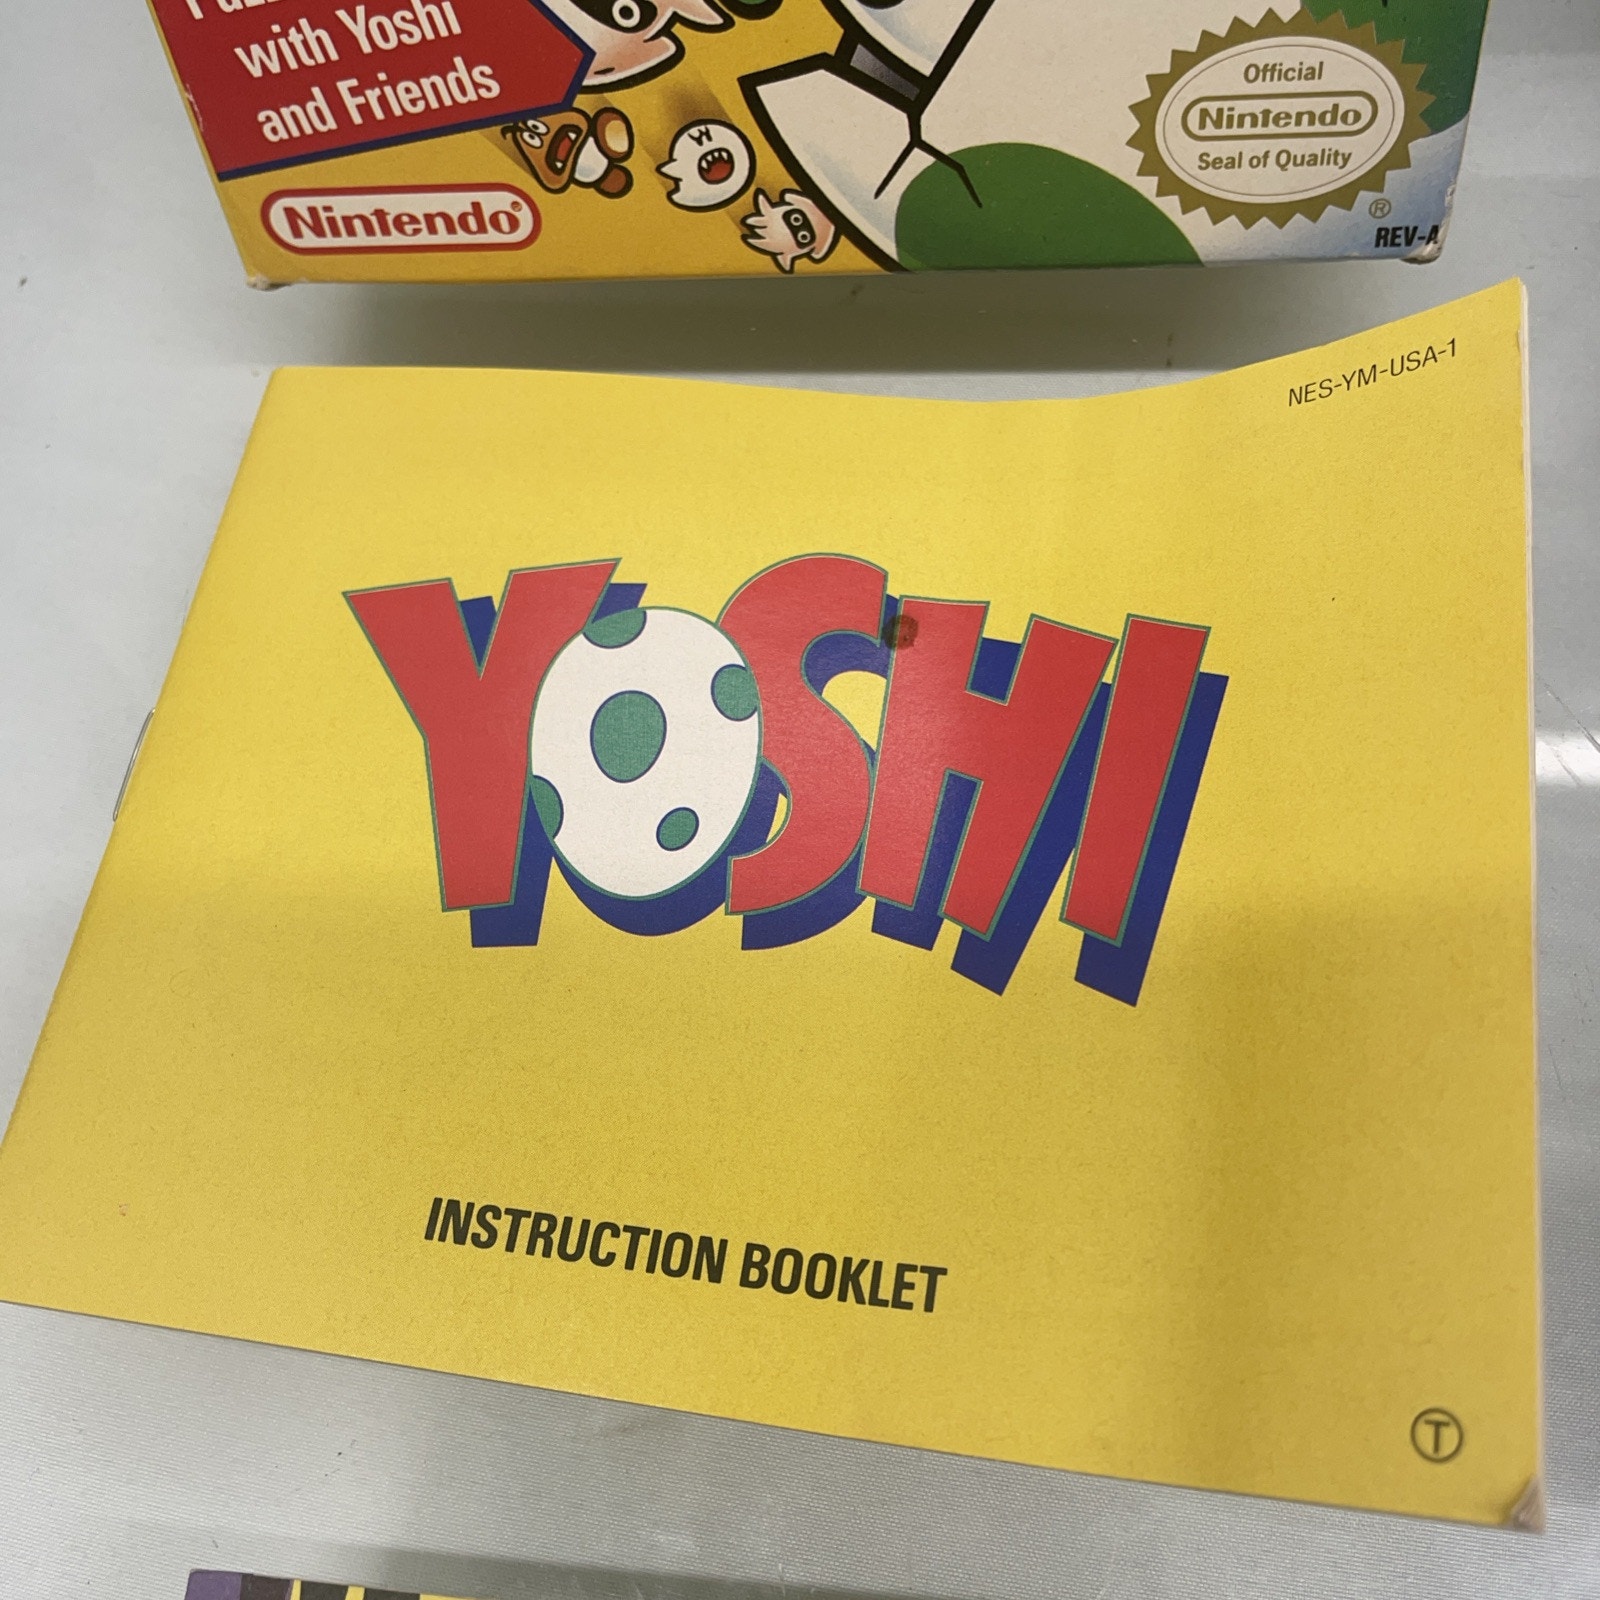 with Yoshi
and Friends
Nintendo®
Official
Nintendo
Seal of Quality
®
REV-A
NES-YM-USA-1
YOSHI
INSTRUCTION BOOKLET
T